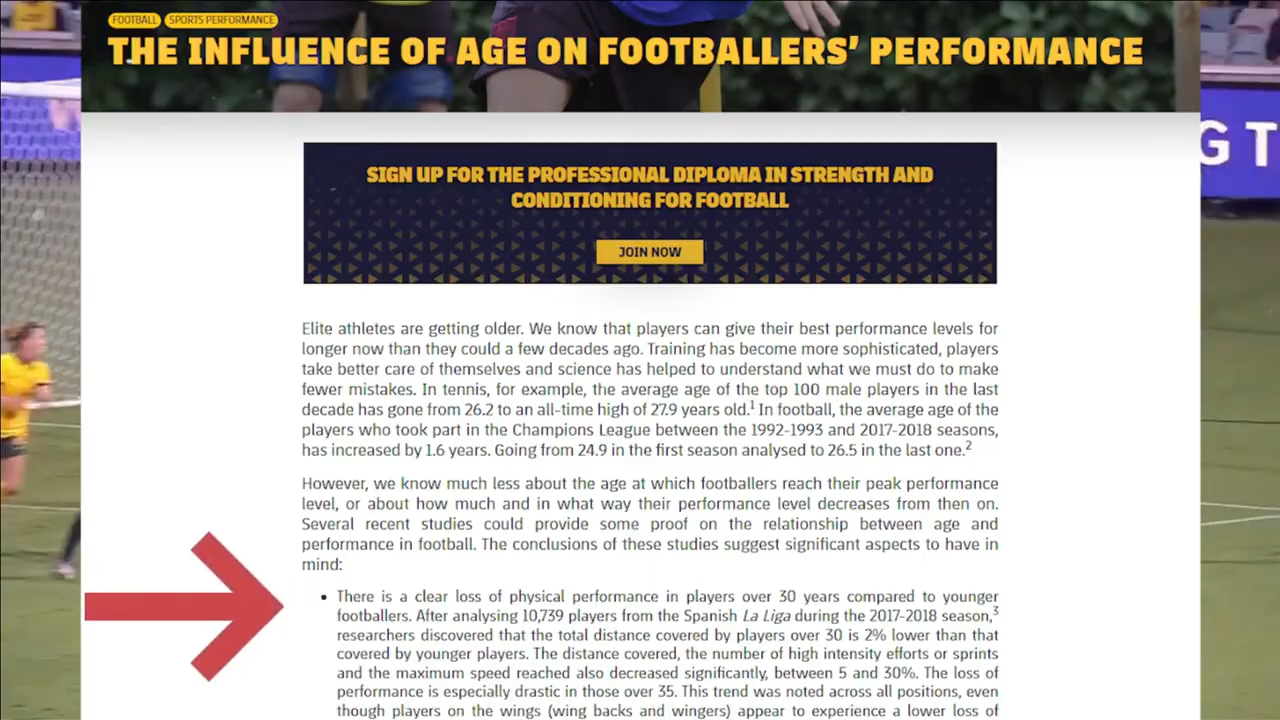 FOOTBALL SPORTS PERFORMANCE
THE INFLUENCE OF AGE ON FOOTBALLERS' PERFORMANCE
G T
SIGN UP FOR THE PROFESSIONAL DIPLOMA IN STRENGTH AND
CONDITIONING FOR FOOTBALL
JOIN NOW
Elite athletes are getting older. We know that players can give their best performance levels for
longer now than they could a few decades ago. Training has become more sophisticated, players
take better care of themselves and science has helped to understand what we must do to make
fewer mistakes. In tennis, for example, the average age of the top 100 male players in the last
decade has gone from 26.2 to an all-time high of 27.9 years old.1 In football, the average age of the
players who took part in the Champions League between the 1992-1993 and 2017-2018 seasons,
has increased by 1.6 years. Going from 24.9 in the first season analysed to 26.5 in the last one.2
However, we know much less about the age at which footballers reach their peak performance
level, or about how much and in what way their performance level decreases from then on.
Several recent studies could provide some proof on the relationship between age and
performance in football. The conclusions of these studies suggest significant aspects to have in
mind:
• There is a clear loss of physical performance in players over 30 years compared to younger
footballers. After analysing 10,739 players from the Spanish La Liga during the 2017-2018 season,3
researchers discovered that the total distance covered by players over 30 is 2% lower than that
covered by younger players. The distance covered, the number of high intensity efforts or sprints
and the maximum speed reached also decreased significantly, between 5 and 30%. The loss of
performance is especially drastic in those over 35. This trend was noted across all positions, even
though players on the wings (wing backs and wingers) appear to experience a lower loss of